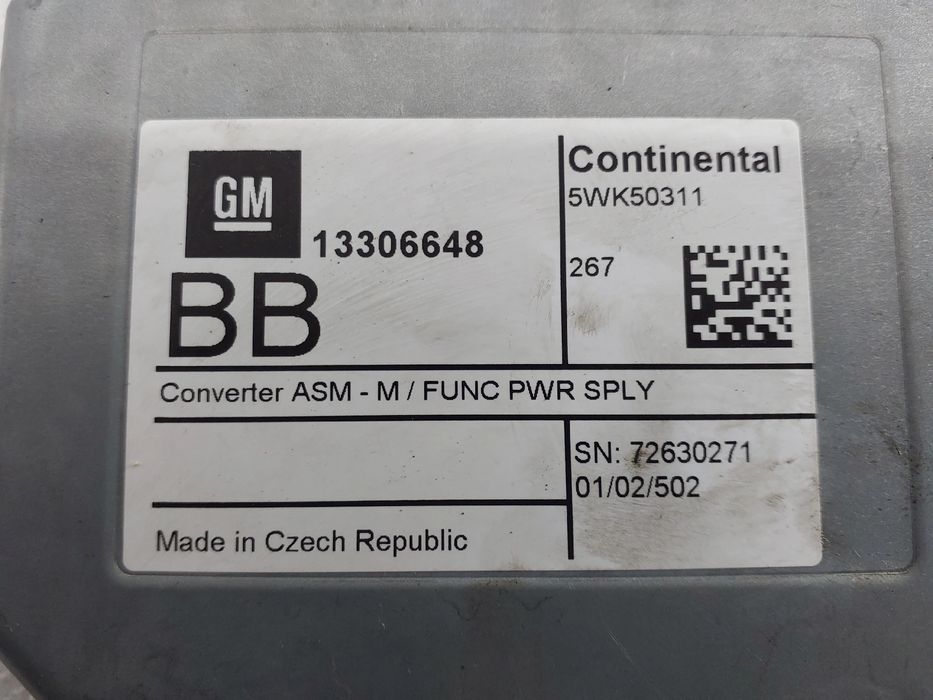 GM
13306648
BB
Continental
5WK50311
267
Converter ASM - M / FUNC PWR SPLY
SN: 72630271
01/02/502
Made in Czech Republic